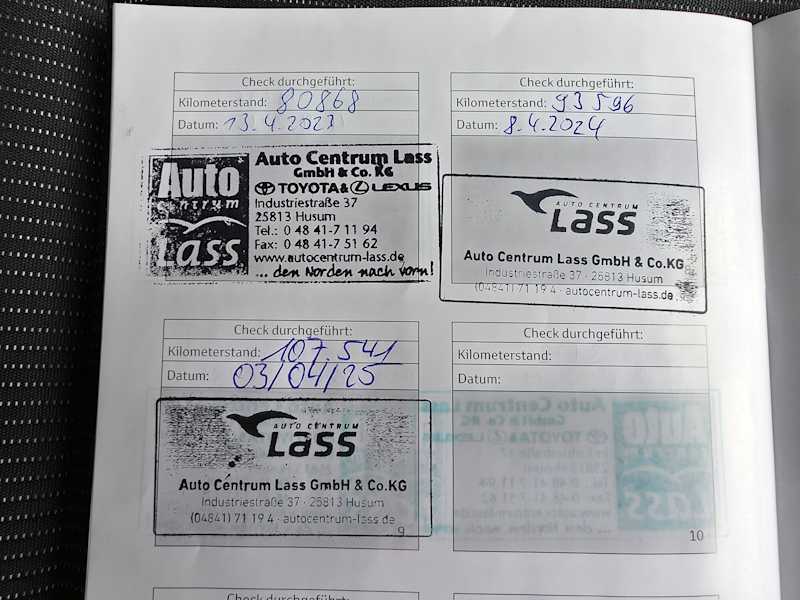 Check durchgeführt:
Kilometerstand: 80868
Datum: 13.4.2023
Auto
Centrum
Lass
Auto Centrum Lass
GmbH & Co. KG
TOYOTA & LEXUS
Industriestraße 37
25813 Husum
Tel.: 0 48 41-7 11 94
Fax: 0 48 41-7 51 62
www.autocentrum-lass.de
... den Norden nach vorn!
Check durchgeführt:
Kilometerstand: 93596
Datum: 8.4.2024
AUTO CENTRUM
Lass
Auto Centrum Lass GmbH & Co.KG
Industriestraße 37 · 25813 Husum
(04841) 71 19 4 · autocentrum-lass.de
Check durchgeführt:
Kilometerstand: 107.541
Datum: 03/04/25
AUTO CENTRUM
Lass
Auto Centrum Lass GmbH & Co.KG
Industriestraße 37 · 25813 Husum
(04841) 71 19 4 · autocentrum-lass.de
9
Check durchgeführt:
Kilometerstand:
Datum:
10
Check durchgeführt:
Check durchgeführt: